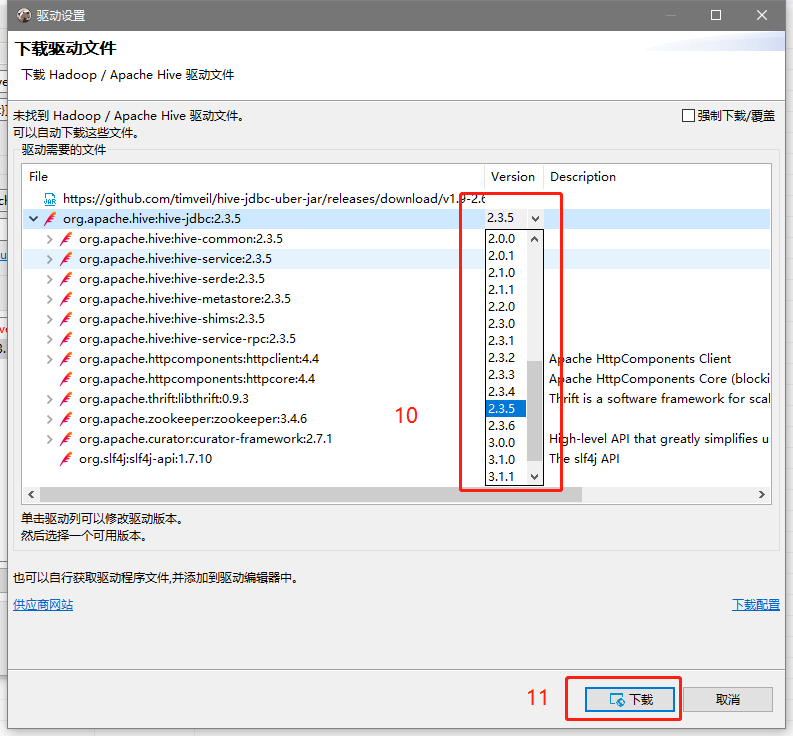 驱动设置
下载驱动文件
下载 Hadoop / Apache Hive 驱动文件
未找到 Hadoop / Apache Hive 驱动文件。
强制下载/覆盖
可以自动下载这些文件。
驱动需要的文件
File Version Description
https://github.com/timveil/hive-jdbc-uber-jar/releases/download/v1.9-2.6
org.apache.hive:hive-jdbc:2.3.5 2.3.5
org.apache.hive:hive-common:2.3.5
org.apache.hive:hive-service:2.3.5
org.apache.hive:hive-serde:2.3.5
org.apache.hive:hive-metastore:2.3.5
org.apache.hive:hive-shims:2.3.5
org.apache.hive:hive-service-rpc:2.3.5
org.apache.httpcomponents:httpclient:4.4 Apache HttpComponents Client
org.apache.httpcomponents:httpcore:4.4 Apache HttpComponents Core (blocki
org.apache.thrift:libthrift:0.9.3 Thrift is a software framework for scal
org.apache.zookeeper:zookeeper:3.4.6
org.apache.curator:curator-framework:2.7.1 High-level API that greatly simplifies u
org.slf4j:slf4j-api:1.7.10 The slf4j API
2.0.0
2.0.1
2.1.0
2.1.1
2.2.0
2.3.0
2.3.1
2.3.2
2.3.3
2.3.4
2.3.5
2.3.6
3.0.0
3.1.0
3.1.1
10
单击驱动列可以修改驱动版本。
然后选择一个可用版本。
也可以自行获取驱动程序文件,并添加到驱动编辑器中。
供应商网站 下载配置
11
下载 取消